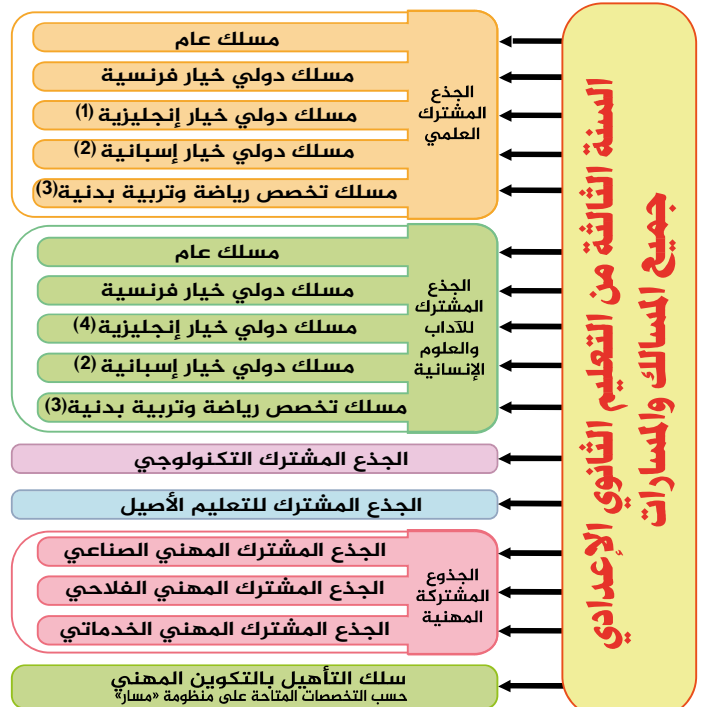 السنة الثالثة من التعليم الثانوي الإعدادي
جميع المسالك والمسارات
الجذع
المشترك
العلمي
مسلك عام
مسلك دولي خيار فرنسية
مسلك دولي خيار إنجليزية (1)
مسلك دولي خيار إسبانية (2)
مسلك تخصص رياضة وتربية بدنية(3)
الجذع
المشترك
للآداب
والعلوم
الإنسانية
مسلك عام
مسلك دولي خيار فرنسية
مسلك دولي خيار إنجليزية (4)
مسلك دولي خيار إسبانية (2)
مسلك تخصص رياضة وتربية بدنية(3)
الجذع المشترك التكنولوجي
الجذع المشترك للتعليم الأصيل
الجذوع
المشتركة
المهنية
الجذع المشترك المهني الصناعي
الجذع المشترك المهني الفلاحي
الجذع المشترك المهني الخدماتي
سلك التأهيل بالتكوين المهني
حسب التخصصات المتاحة على منظومة «مسار»